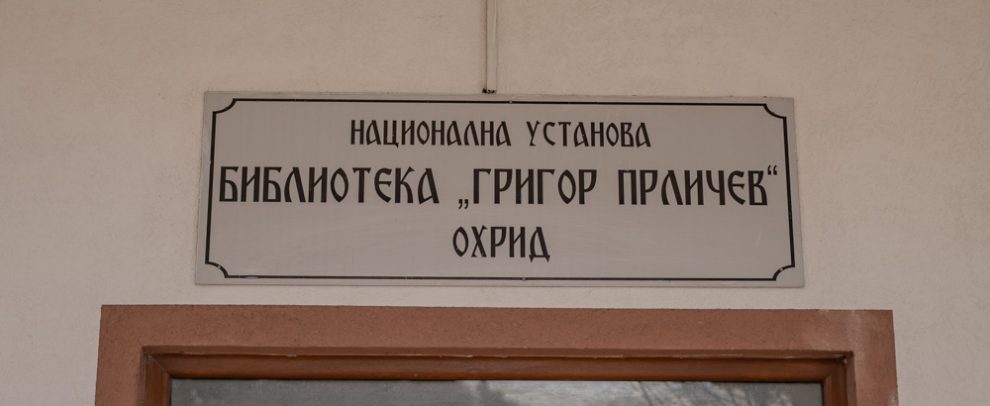 НАЦИОНАЛНА УСТАНОВА
БИБЛИОТЕКА „ГРИГОР ПРЛИЧЕВ“
ОХРИД